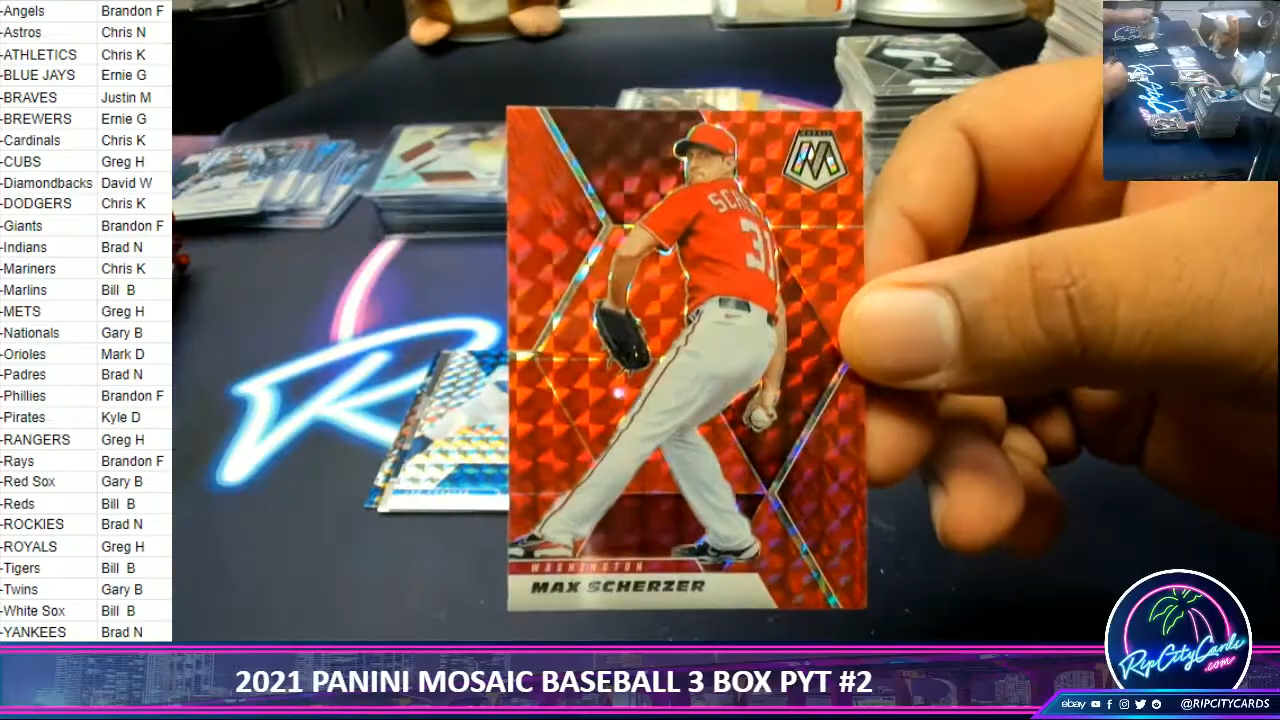 -Angels Brandon F
-Astros Chris N
-ATHLETICS Chris K
-BLUE JAYS Ernie G
-BRAVES Justin M
-BREWERS Ernie G
-Cardinals Chris K
-CUBS Greg H
-Diamondbacks David W
-DODGERS Chris K
-Giants Brandon F
-Indians Brad N
-Mariners Chris K
-Marlins Bill B
-METS Greg H
-Nationals Gary B
-Orioles Mark D
-Padres Brad N
-Phillies Brandon F
-Pirates Kyle D
-RANGERS Greg H
-Rays Brandon F
-Red Sox Gary B
-Reds Bill B
-ROCKIES Brad N
-ROYALS Greg H
-Tigers Bill B
-Twins Gary B
-White Sox Bill B
-YANKEES Brad N
MOSAIC
M
31
WASHINGTON
MAX SCHERZER
RipCityCards
.com
2021 PANINI MOSAIC BASEBALL 3 BOX PYT #2
ebay @RIPCITYCARDS